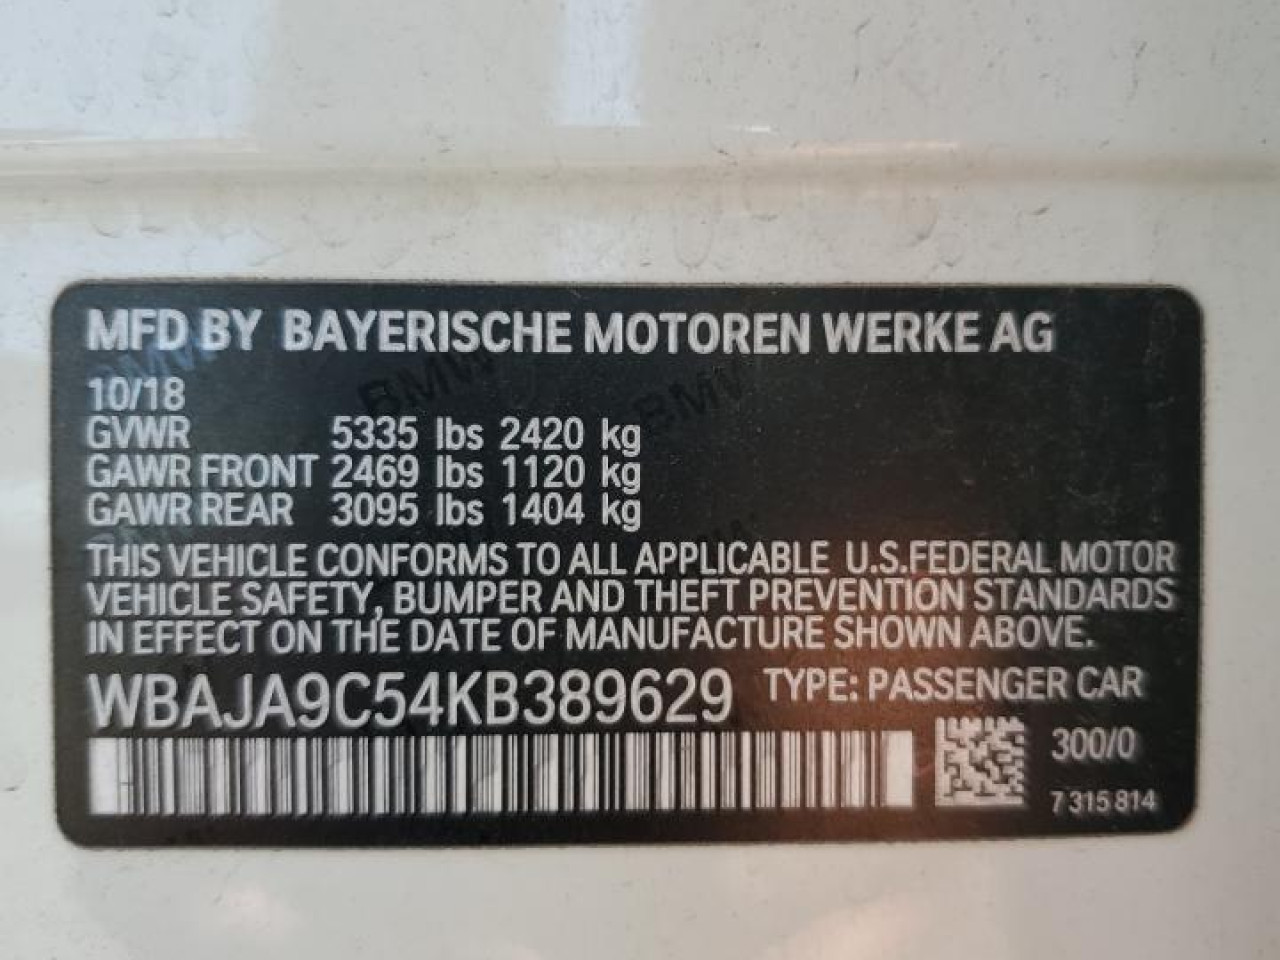 MFD BY BAYERISCHE MOTOREN WERKE AG
10/18
GVWR 5335 lbs 2420 kg
GAWR FRONT 2469 lbs 1120 kg
GAWR REAR 3095 lbs 1404 kg
THIS VEHICLE CONFORMS TO ALL APPLICABLE U.S.FEDERAL MOTOR
VEHICLE SAFETY, BUMPER AND THEFT PREVENTION STANDARDS
IN EFFECT ON THE DATE OF MANUFACTURE SHOWN ABOVE.
WBAJA9C54KB389629 TYPE: PASSENGER CAR
300/0
7 315 814
BMW
BMW
BMW